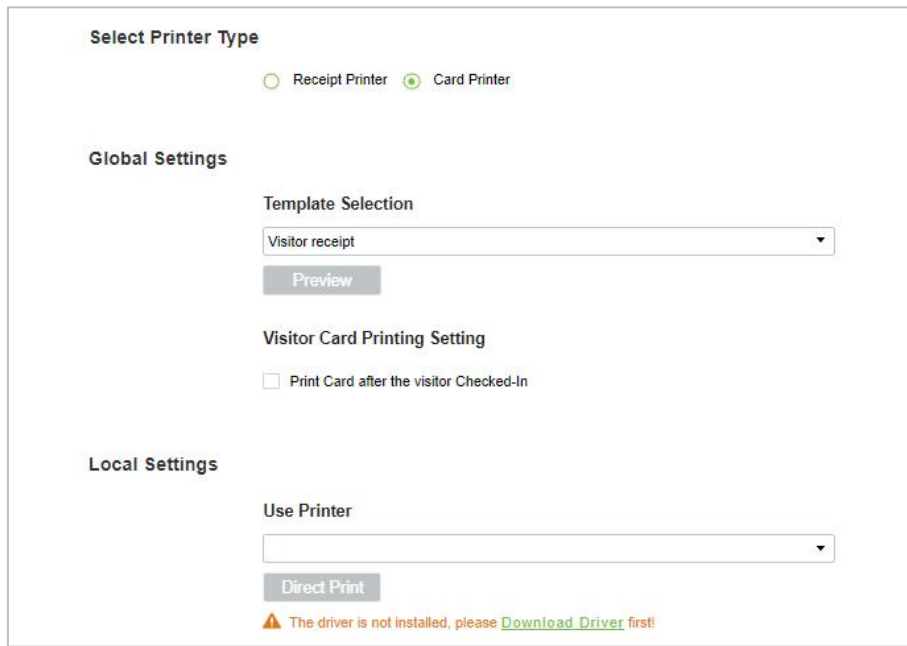 Select Printer Type
Receipt Printer Card Printer
Global Settings
Template Selection
Visitor receipt
Preview
Visitor Card Printing Setting
Print Card after the visitor Checked-In
Local Settings
Use Printer
Direct Print
The driver is not installed, please Download Driver first!